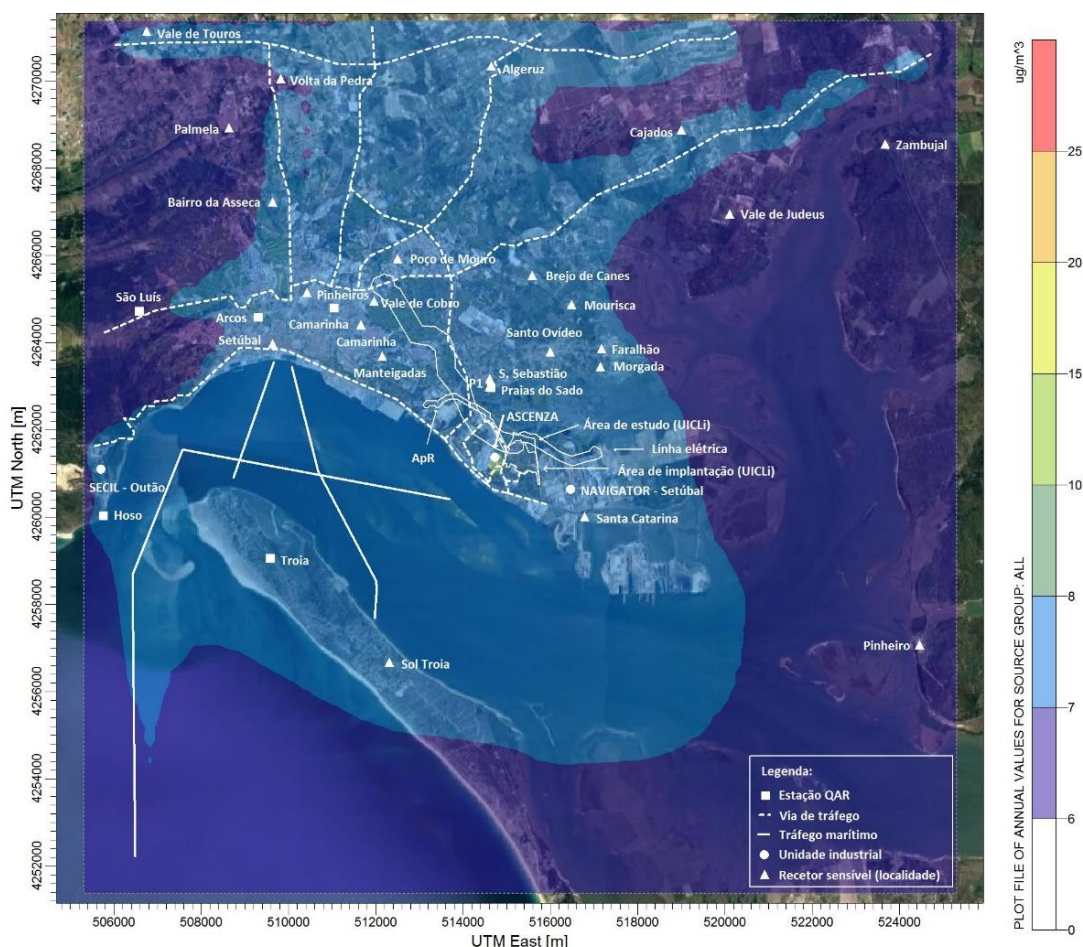 Vale de Touros
Volta da Pedra
Algeruz
Palmela
Cajados
Zambujal
Bairro da Asseca
Vale de Judeus
Poço de Mouro
Brejo de Canes
São Luís
Pinheiros
Vale de Cobro
Mourisca
Arcos
Camarinha
Santo Ovídeo
Setúbal
Camarinha
Faralhão
Manteigadas
Morgada
S. Sebastião
P1
Praias do Sado
ASCENZA
Área de estudo (UICLi)
ApR
Linha elétrica
Área de implantação (UICLi)
SECIL - Outão
NAVIGATOR - Setúbal
Hoso
Santa Catarina
Troia
Sol Troia
Pinheiro
Legenda:
Estação QAR
Via de tráfego
Tráfego marítimo
Unidade industrial
Recetor sensível (localidade)
UTM North [m]
4270000
4268000
4266000
4264000
4262000
4260000
4258000
4256000
4254000
4252000
506000 508000 510000 512000 514000 516000 518000 520000 522000 524000
UTM East [m]
ug/m^3
PLOT FILE OF ANNUAL VALUES FOR SOURCE GROUP: ALL
25
20
15
10
8
7
6
0